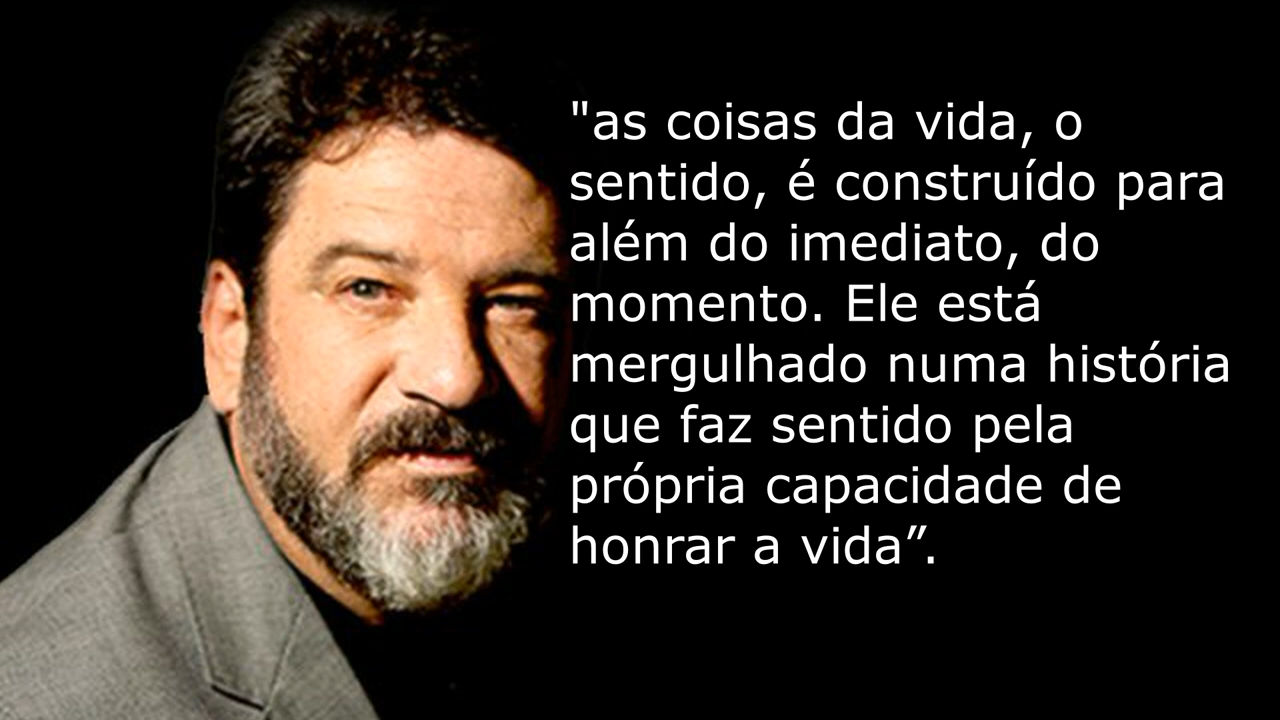 "as coisas da vida, o
sentido, é construído para
além do imediato, do
momento. Ele está
mergulhado numa história
que faz sentido pela
própria capacidade de
honrar a vida”.